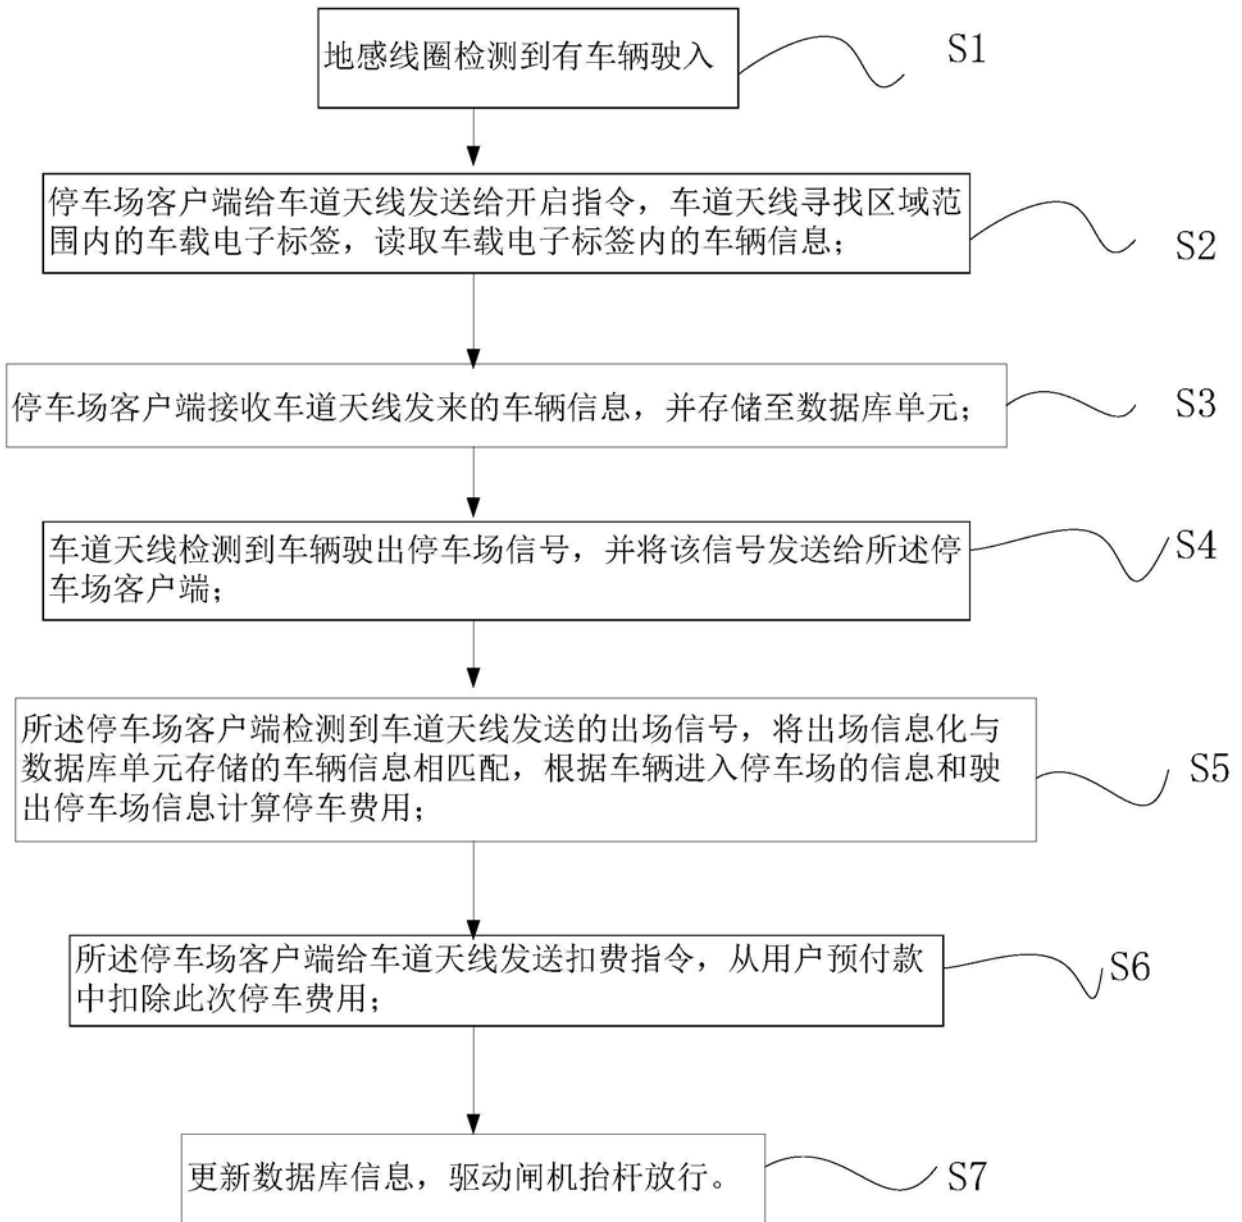 地感线圈检测到有车辆驶入
S1
停车场客户端给车道天线发送给开启指令，车道天线寻找区域范
围内的车载电子标签，读取车载电子标签内的车辆信息；
S2
停车场客户端接收车道天线发来的车辆信息，并存储至数据库单元；
S3
车道天线检测到车辆驶出停车场信号，并将该信号发送给所述停
车场客户端；
S4
所述停车场客户端检测到车道天线发送的出场信号，将出场信息化与
数据库单元存储的车辆信息相匹配，根据车辆进入停车场的信息和驶
出停车场信息计算停车费用；
S5
所述停车场客户端给车道天线发送扣费指令，从用户预付款
中扣除此次停车费用；
S6
更新数据库信息，驱动闸机抬杆放行。
S7